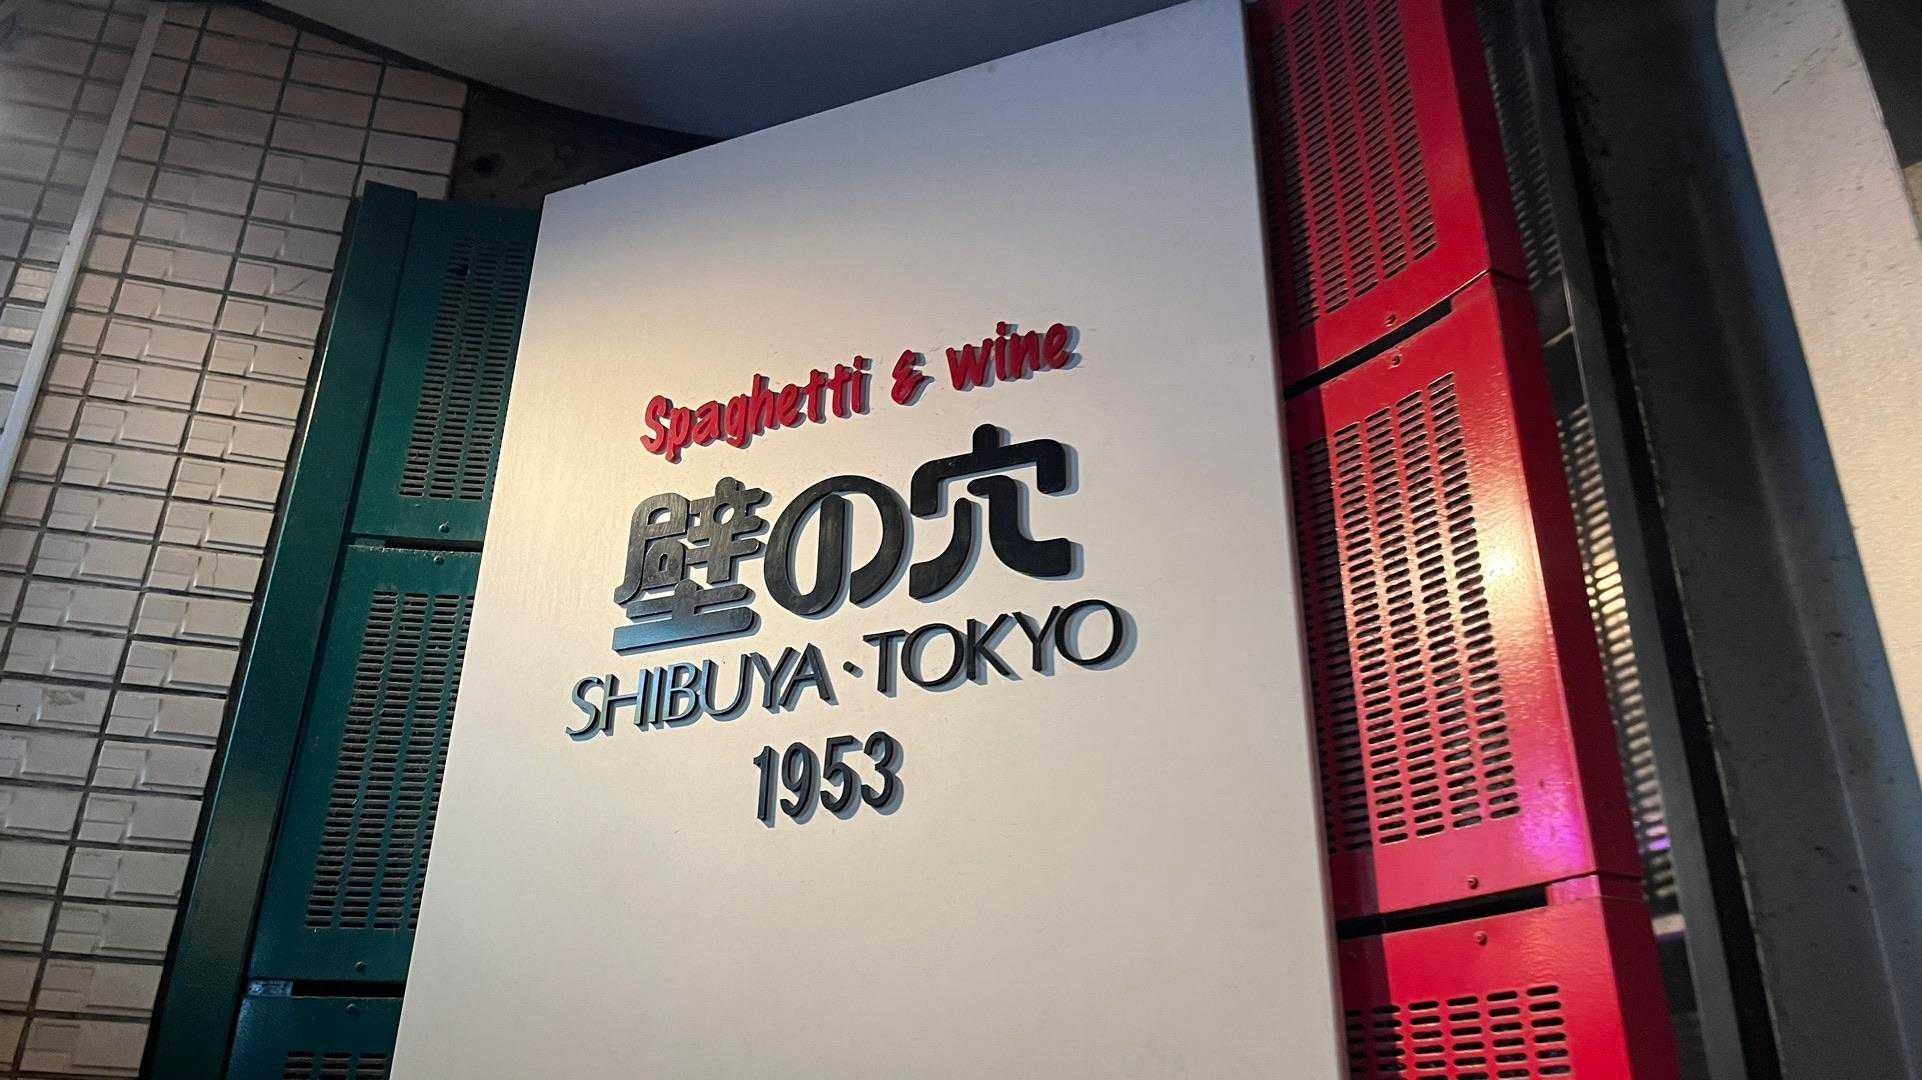 Spaghetti & wine
壁の穴
SHIBUYA・TOKYO
1953